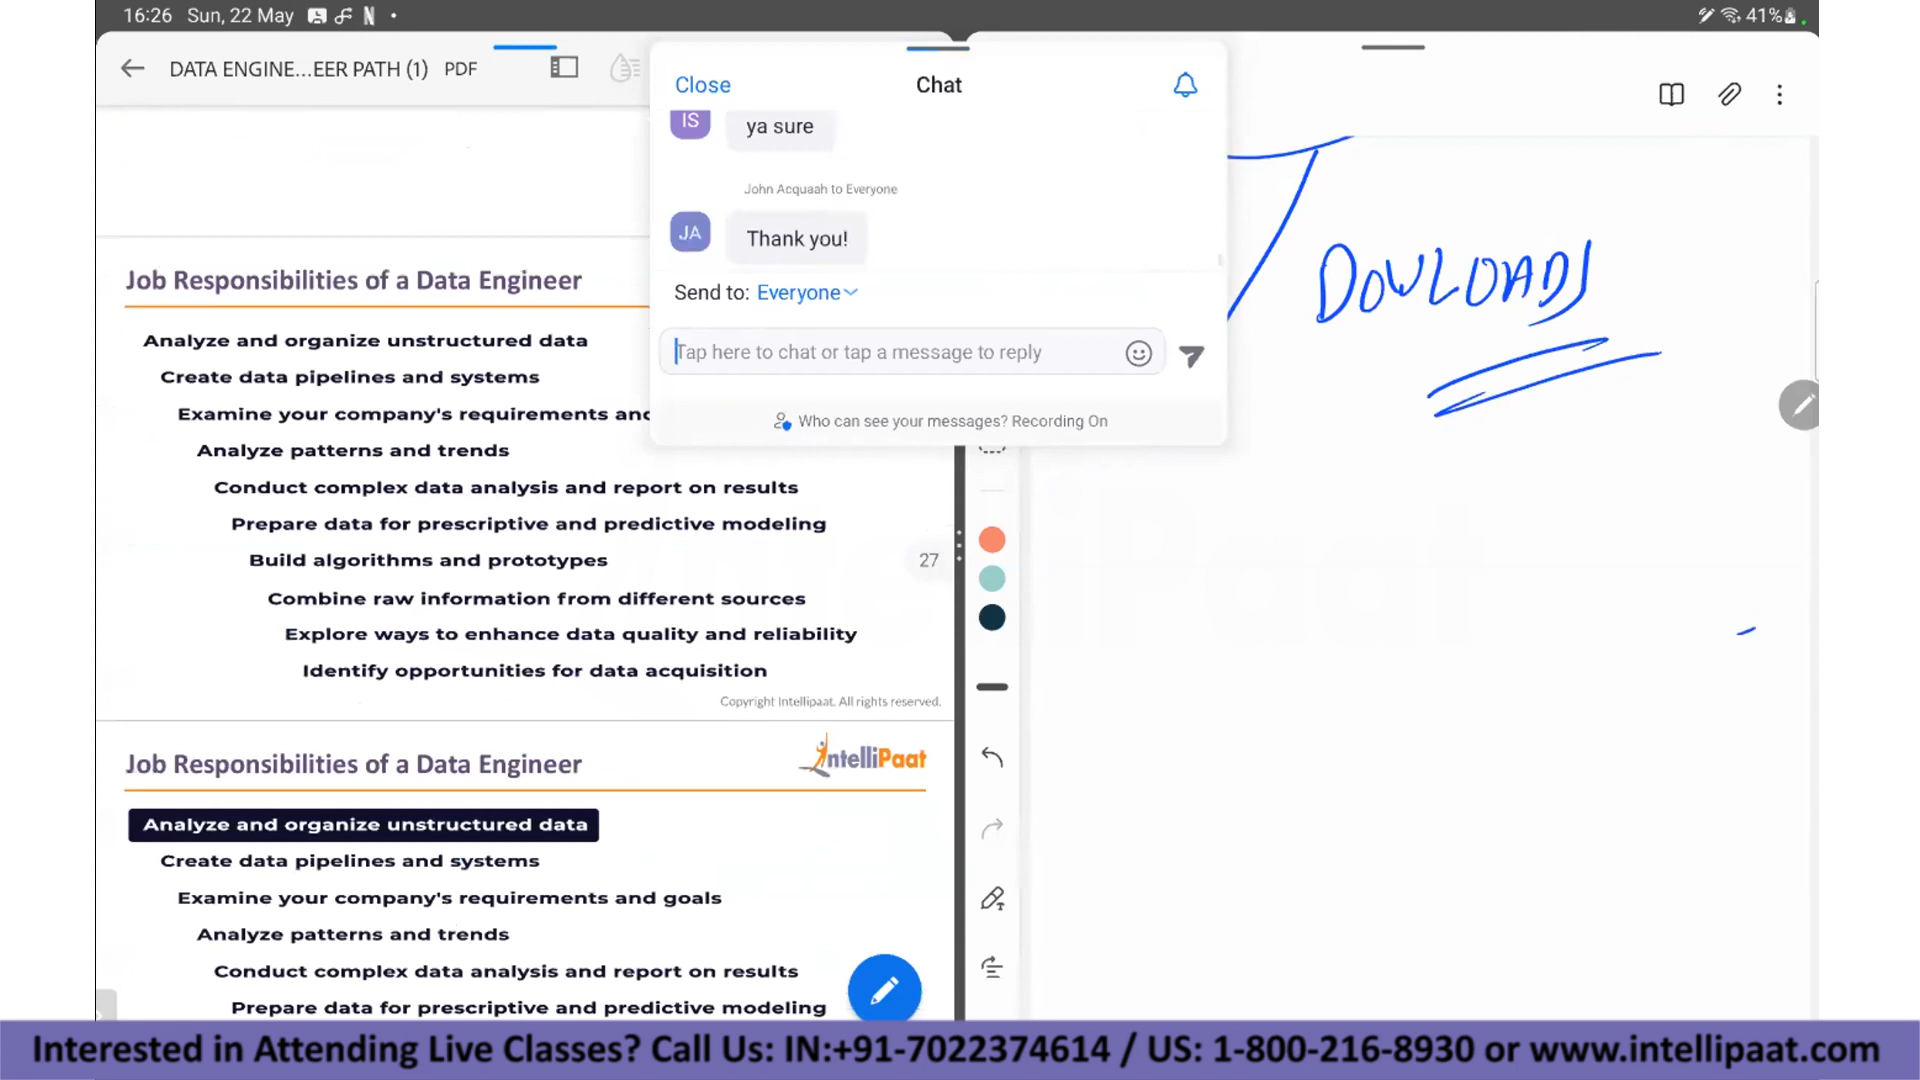 16:26 Sun, 22 May
41%
DATA ENGINE...EER PATH (1) PDF
Close
Chat
IS
ya sure
John Acquaah to Everyone
JA
Thank you!
Send to: Everyone
Tap here to chat or tap a message to reply
Who can see your messages? Recording On
DOWLOADS
Job Responsibilities of a Data Engineer
Analyze and organize unstructured data
Create data pipelines and systems
Examine your company's requirements and
Analyze patterns and trends
Conduct complex data analysis and report on results
Prepare data for prescriptive and predictive modeling
Build algorithms and prototypes
27
Combine raw information from different sources
Explore ways to enhance data quality and reliability
Identify opportunities for data acquisition
Copyright Intellipaat. All rights reserved.
Job Responsibilities of a Data Engineer
IntelliPaat
Analyze and organize unstructured data
Create data pipelines and systems
Examine your company's requirements and goals
Analyze patterns and trends
Conduct complex data analysis and report on results
Prepare data for prescriptive and predictive modeling
Interested in Attending Live Classes? Call Us: IN:+91-7022374614 / US: 1-800-216-8930 or www.intellipaat.com